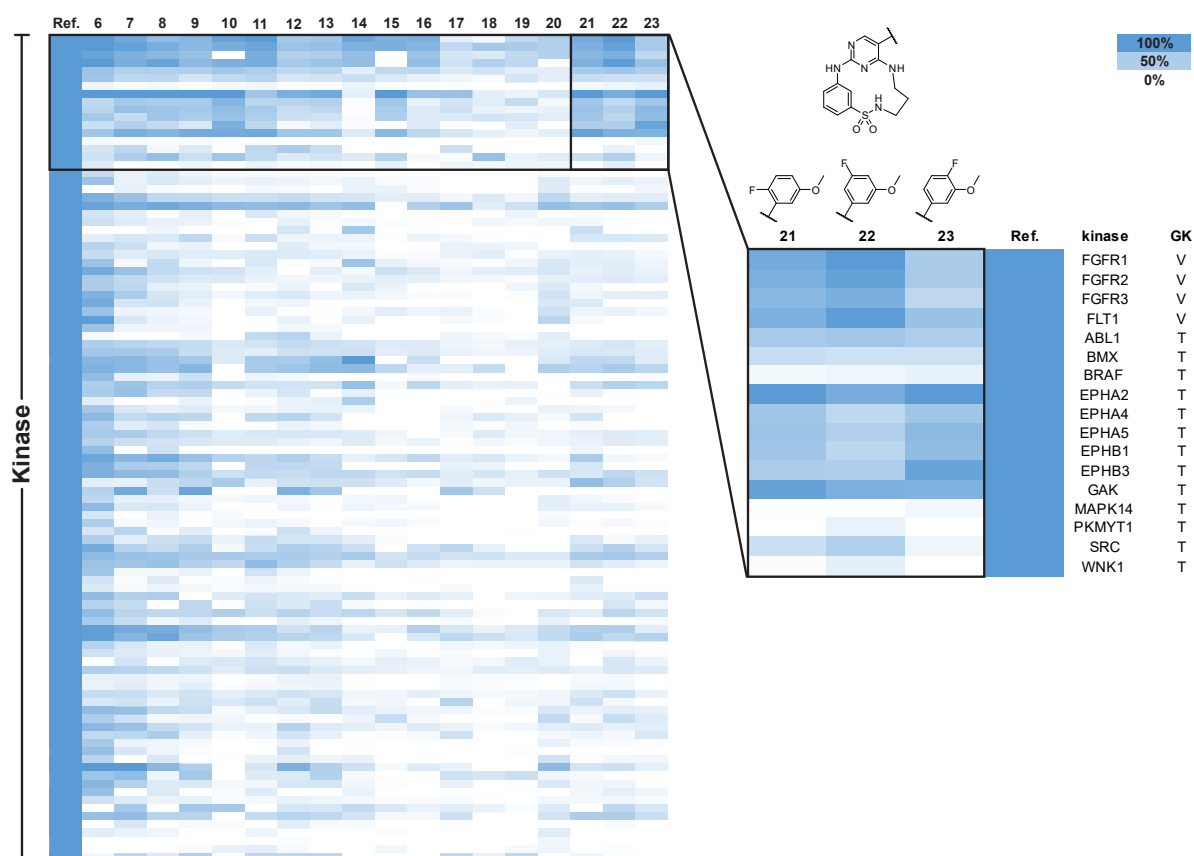 Ref. 6 7 8 9 10 11 12 13 14 15 16 17 18 19 20 21 22 23
Kinase
N
N
HN
N
NH
H
N
S
O
O
100%
50%
0%
F
O
F
O
F
O
21 22 23 Ref. kinase GK
FGFR1 V
FGFR2 V
FGFR3 V
FLT1 V
ABL1 T
BMX T
BRAF T
EPHA2 T
EPHA4 T
EPHA5 T
EPHB1 T
EPHB3 T
GAK T
MAPK14 T
PKMYT1 T
SRC T
WNK1 T